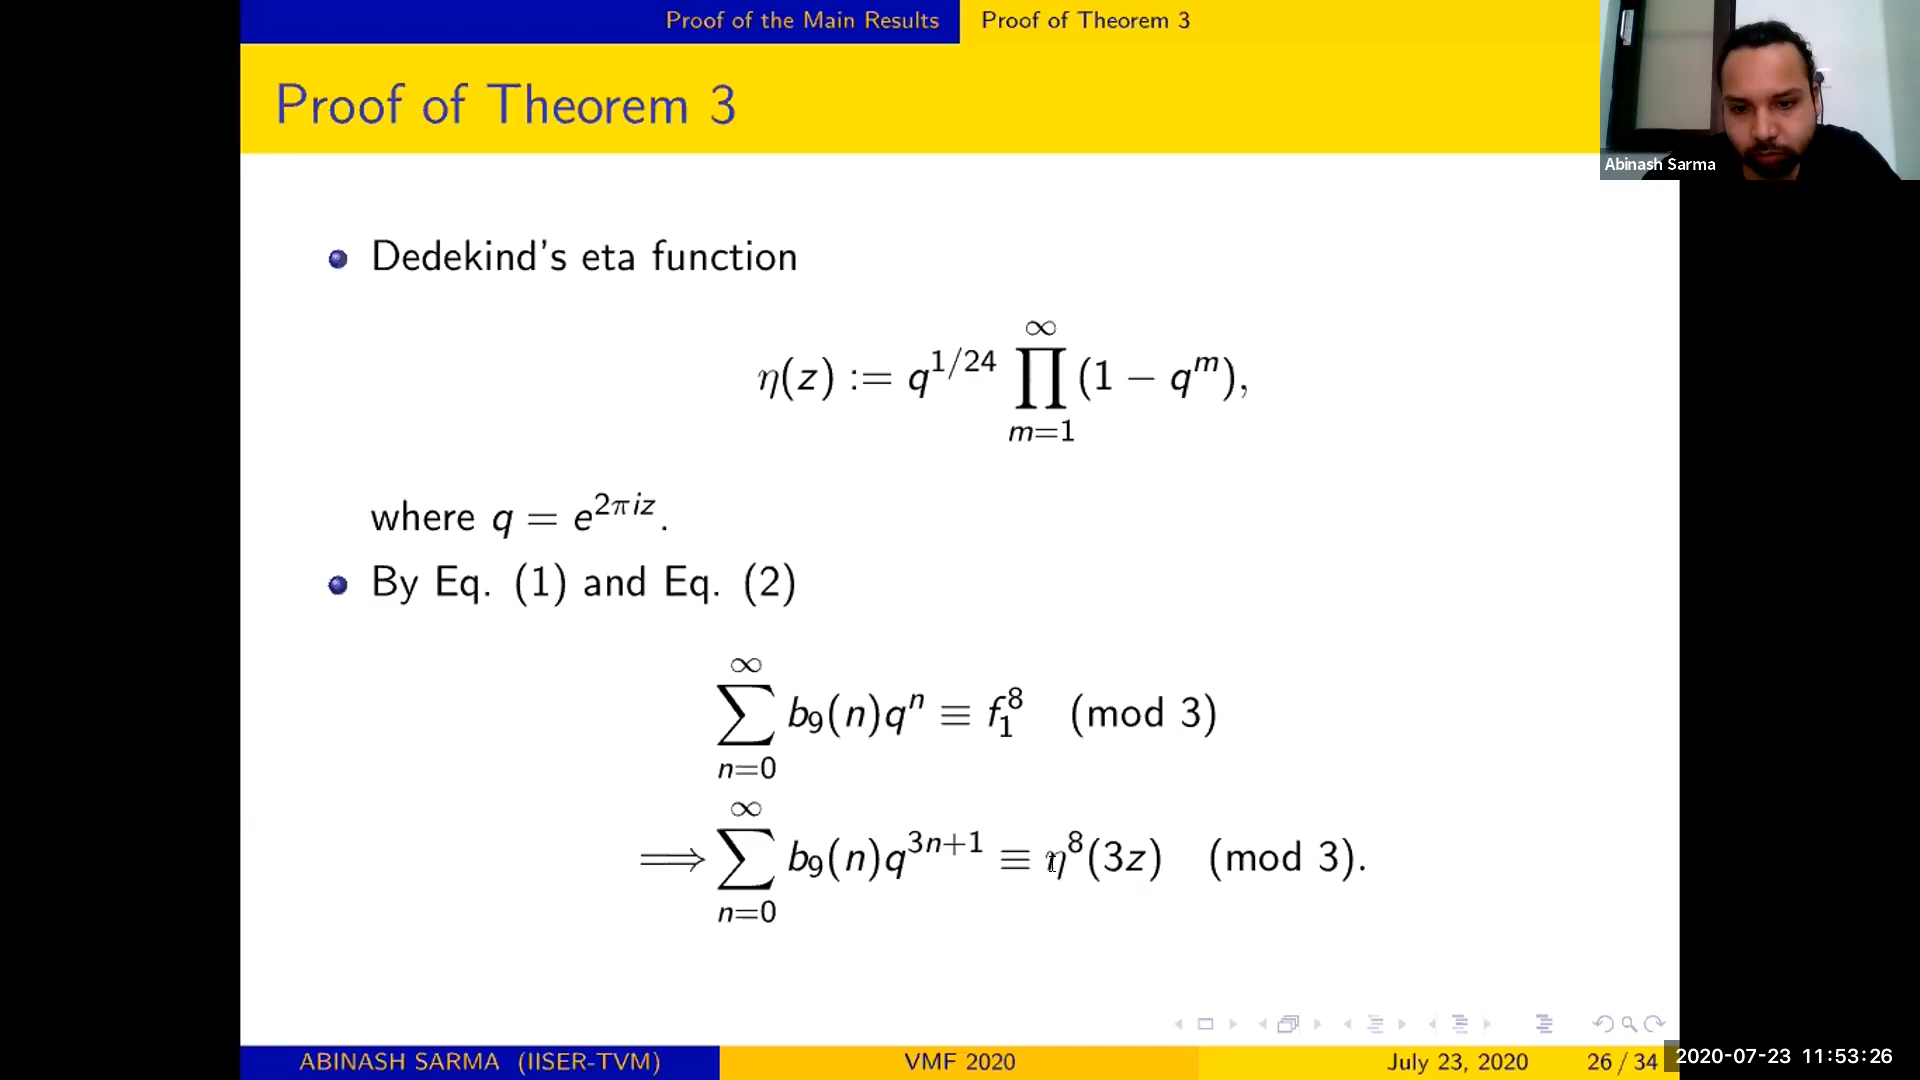 Proof of the Main Results Proof of Theorem 3
Proof of Theorem 3
Abinash Sarma
Dedekind's eta function
η(z) := q^{1/24} ∏_{m=1}^{∞} (1 − q^m),
where q = e^{2πiz}.
By Eq. (1) and Eq. (2)
∑_{n=0}^{∞} b_9(n)q^n ≡ f_1^8 (mod 3)
⟹ ∑_{n=0}^{∞} b_9(n)q^{3n+1} ≡ η^8(3z) (mod 3).
ABINASH SARMA (IISER-TVM) VMF 2020 July 23, 2020 26 / 34
2020-07-23 11:53:26